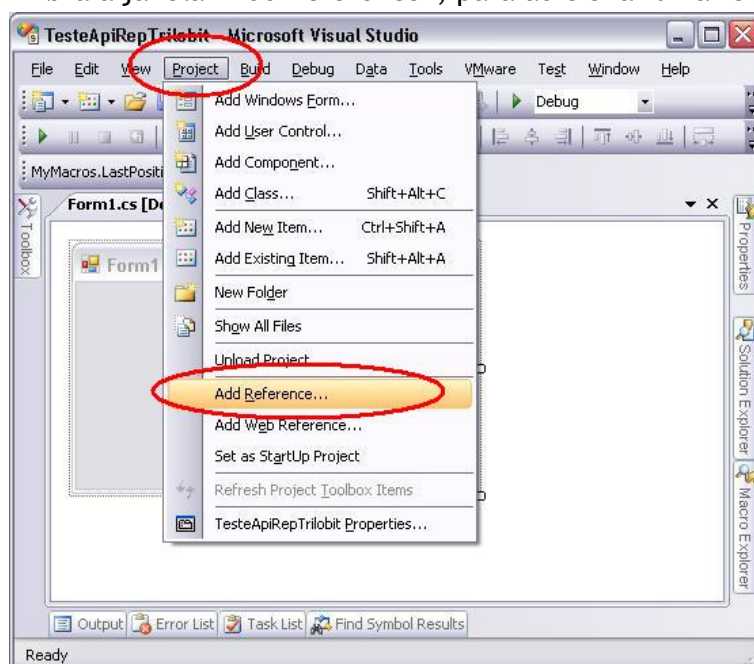 TesteApiRepTrilobit - Microsoft Visual Studio
File Edit View Project Build Debug Data Tools VMware Test Window Help
Debug
MyMacros.LastPositi
Form1.cs [De
Toolbox
Form1
Add Windows Form...
Add User Control...
Add Component...
Add Class... Shift+Alt+C
Add New Item... Ctrl+Shift+A
Add Existing Item... Shift+Alt+A
New Folder
Show All Files
Unload Project
Add Reference...
Add Web Reference...
Set as StartUp Project
Refresh Project Toolbox Items
TesteApiRepTrilobit Properties...
Properties
Solution Explorer
Macro Explorer
Output Error List Task List Find Symbol Results
Ready